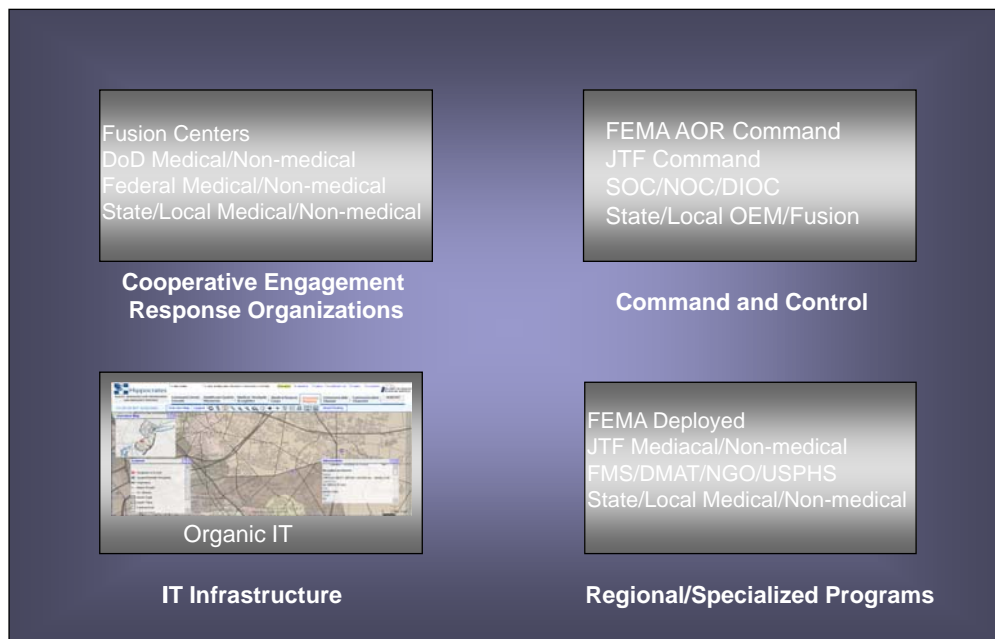 Fusion Centers
DoD Medical/Non-medical
Federal Medical/Non-medical
State/Local Medical/Non-medical
Cooperative Engagement
Response Organizations
FEMA AOR Command
JTF Command
SOC/NOC/DIOC
State/Local OEM/Fusion
Command and Control
Hippocrates
Organic IT
IT Infrastructure
FEMA Deployed
JTF Mediacal/Non-medical
FMS/DMAT/NGO/USPHS
State/Local Medical/Non-medical
Regional/Specialized Programs